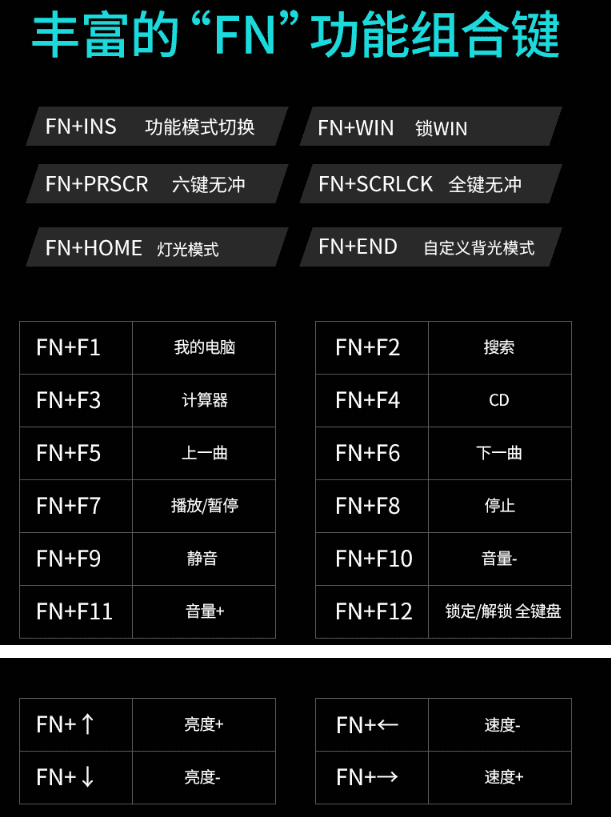 丰富的“FN”功能组合键
FN+INS 功能模式切换 FN+WIN 锁WIN
FN+PRSCR 六键无冲 FN+SCRLCK 全键无冲
FN+HOME 灯光模式 FN+END 自定义背光模式
FN+F1 我的电脑 FN+F2 搜索
FN+F3 计算器 FN+F4 CD
FN+F5 上一曲 FN+F6 下一曲
FN+F7 播放/暂停 FN+F8 停止
FN+F9 静音 FN+F10 音量-
FN+F11 音量+ FN+F12 锁定/解锁 全键盘
FN+↑ 亮度+ FN+← 速度-
FN+↓ 亮度- FN+→ 速度+